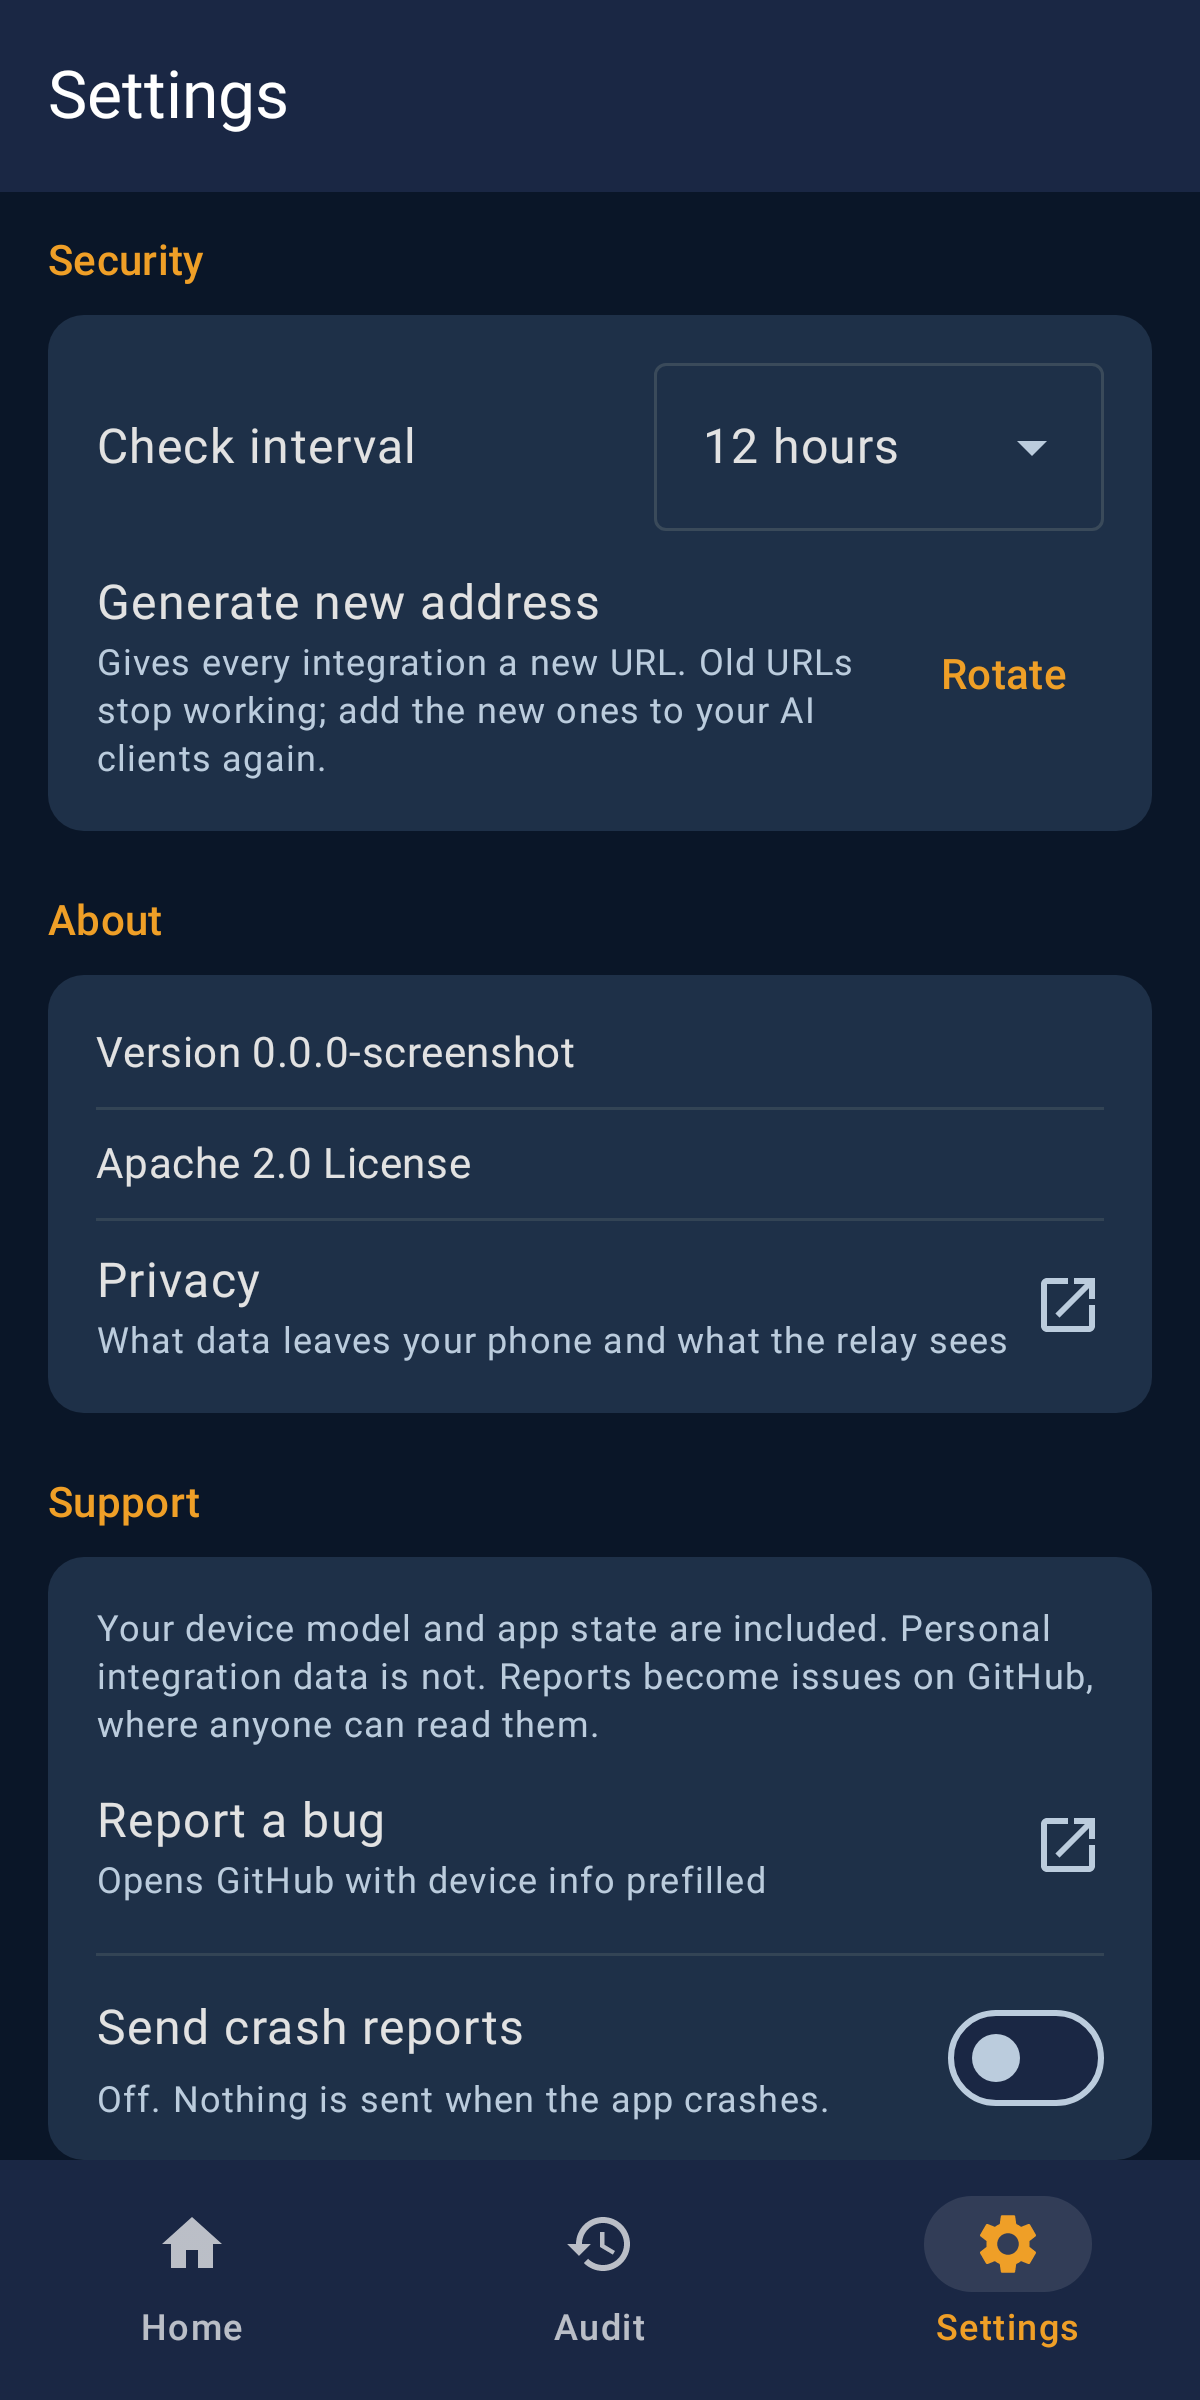 Settings
Security
Check interval
12 hours
Generate new address
Gives every integration a new URL. Old URLs
stop working; add the new ones to your AI
clients again.
Rotate
About
Version 0.0.0-screenshot
Apache 2.0 License
Privacy
What data leaves your phone and what the relay sees
Support
Your device model and app state are included. Personal
integration data is not. Reports become issues on GitHub,
where anyone can read them.
Report a bug
Opens GitHub with device info prefilled
Send crash reports
Off. Nothing is sent when the app crashes.
Home
Audit
Settings